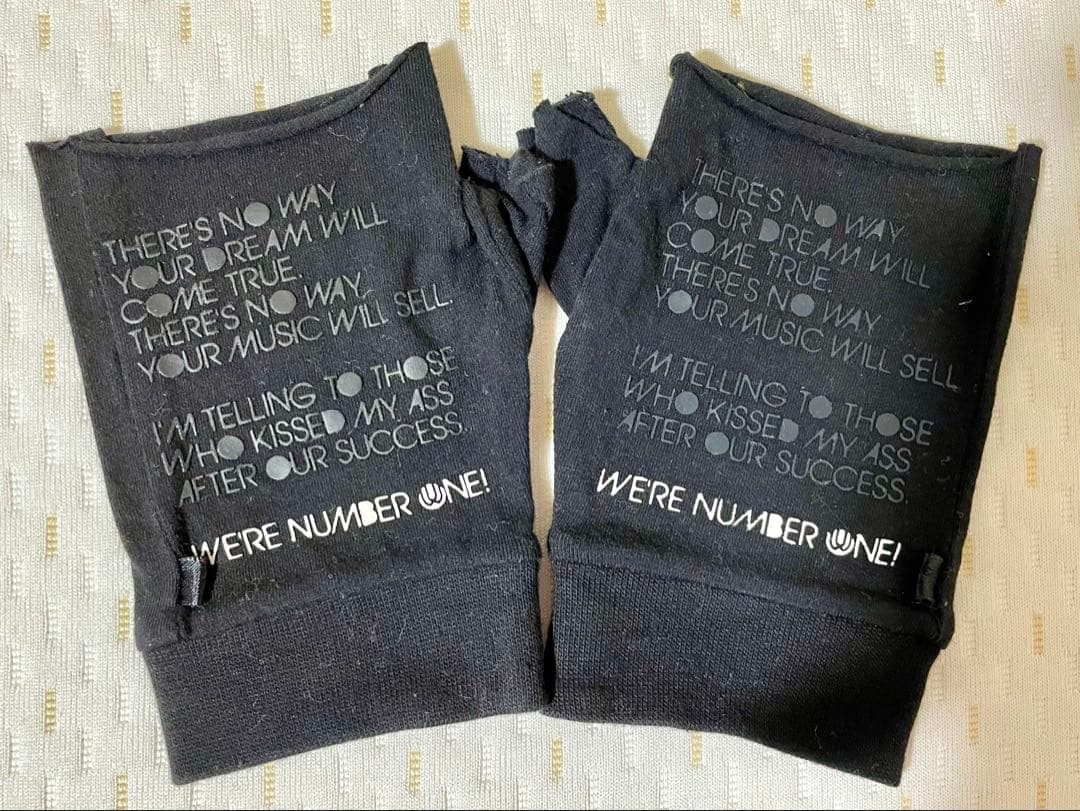 THERE'S NO WAY
YOUR DREAM WILL
COME TRUE.
THERE'S NO WAY
YOUR MUSIC WILL SELL.
I'M TELLING TO THOSE
WHO KISSED MY ASS
AFTER OUR SUCCESS.
WE'RE NUMBER ONE!
THERE'S NO WAY
YOUR DREAM WILL
COME TRUE.
THERE'S NO WAY
YOUR MUSIC WILL SELL
I'M TELLING TO THOSE
WHO KISSED MY ASS
AFTER OUR SUCCESS.
WE'RE NUMBER ONE!